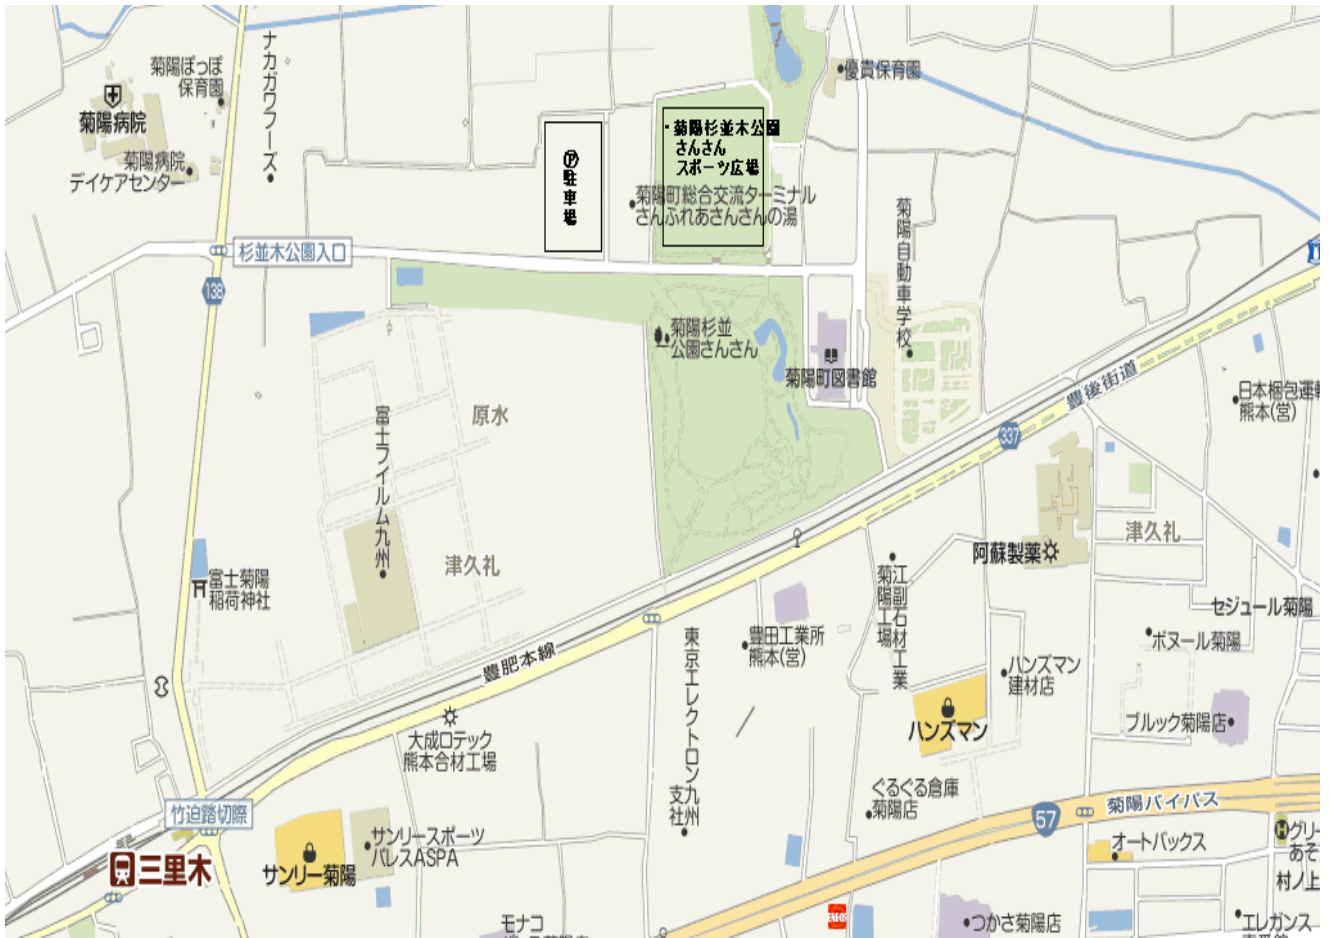 ナカガワフーズ
菊陽ぽっぽ
保育園
菊陽病院
菊陽病院
デイケアセンター
優貴保育園
・菊陽杉並木公園
さんさん
スポーツ広場
Ⓟ駐車場
菊陽町総合交流ターミナル
さんふれあさんさんの湯
菊陽自動車学校
杉並木公園入口
138
菊陽杉並
公園さんさん
菊陽町図書館
豊後街道
337
日本梱包運輸
熊本(営)
原水
富士フイルム九州
津久礼
阿蘇製薬
津久礼
富士菊陽
稲荷神社
江副石材工業
菊陽工場
セジュール菊陽
ボヌール菊陽
豊田工業所
熊本(営)
東京エレクトロン九州
支社
豊肥本線
ハンズマン
建材店
ハンズマン
ブルック菊陽店
大成ロテック
熊本合材工場
ぐるぐる倉庫
菊陽店
57
菊陽バイパス
竹迫踏切際
サンリースポーツ
パレスASPA
サンリー菊陽
三里木
オートバックス
グリー
あそ
村ノ上
モナコ
ENEOS
つかさ菊陽店
エレガンス